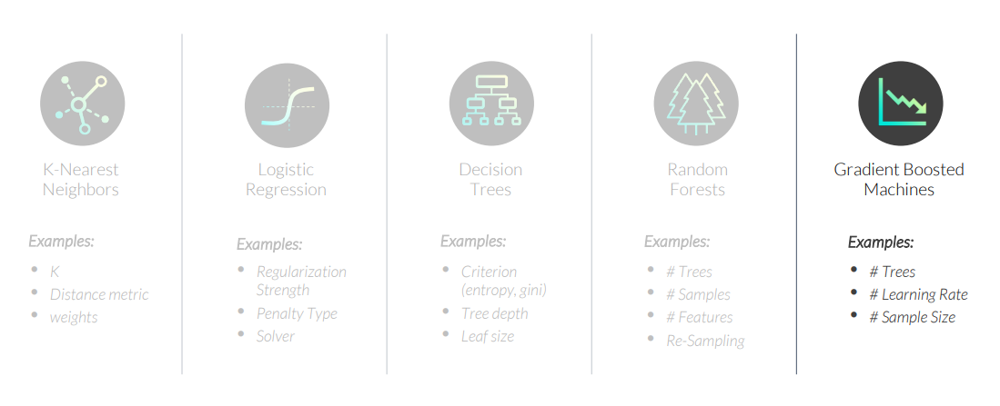 K-Nearest
Neighbors
Examples:
• K
• Distance metric
• weights
Logistic
Regression
Examples:
• Regularization
Strength
• Penalty Type
• Solver
Decision
Trees
Examples:
• Criterion
(entropy, gini)
• Tree depth
• Leaf size
Random
Forests
Examples:
• # Trees
• # Samples
• # Features
• Re-Sampling
Gradient Boosted
Machines
Examples:
• # Trees
• # Learning Rate
• # Sample Size